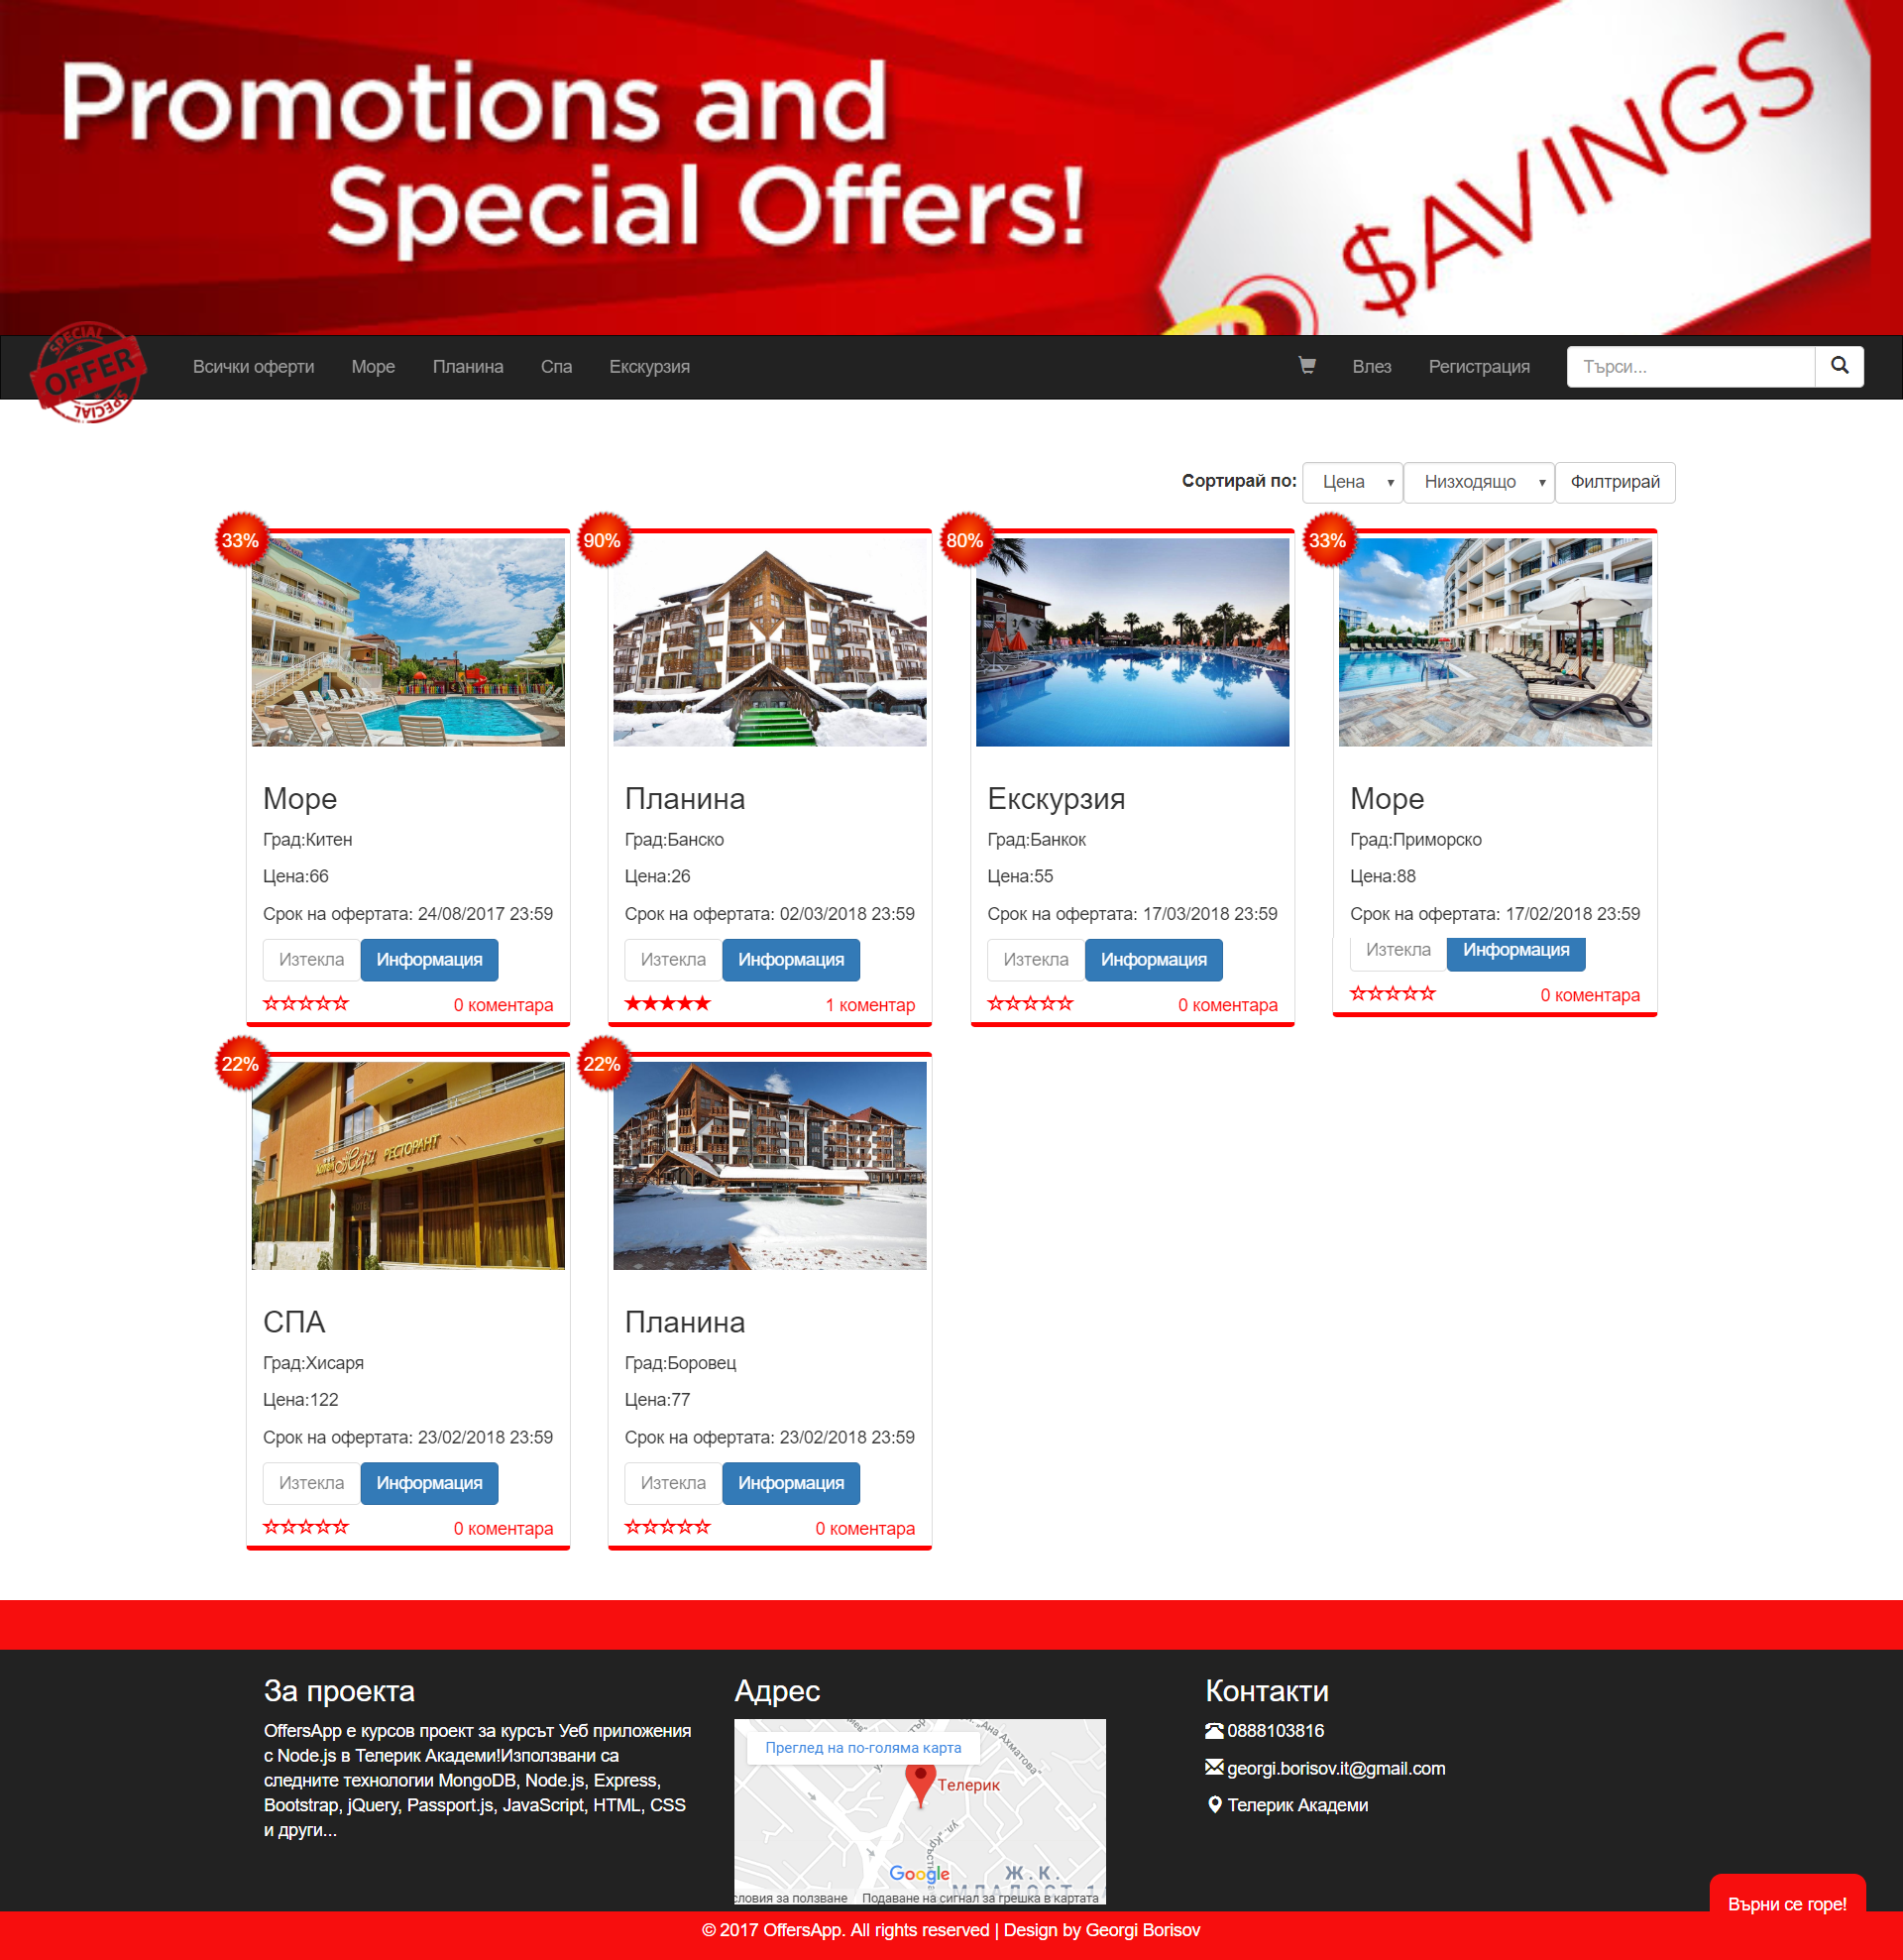 Promotions and
Special Offers!
$AVINGS
SPECIAL
OFFER
SPECIAL
Всички оферти Море Планина Спа Екскурзия Влез Регистрация Търси...
Сортирай по: Цена Низходящо Филтрирай
33%
Море
Град:Китен
Цена:66
Срок на офертата: 24/08/2017 23:59
Изтекла Информация
0 коментара
90%
Планина
Град:Банско
Цена:26
Срок на офертата: 02/03/2018 23:59
Изтекла Информация
1 коментар
80%
Екскурзия
Град:Банкок
Цена:55
Срок на офертата: 17/03/2018 23:59
Изтекла Информация
0 коментара
33%
Море
Град:Приморско
Цена:88
Срок на офертата: 17/02/2018 23:59
Изтекла Информация
0 коментара
22%
хотел Нери РЕСТОРАНТ
СПА
Град:Хисаря
Цена:122
Срок на офертата: 23/02/2018 23:59
Изтекла Информация
0 коментара
22%
Планина
Град:Боровец
Цена:77
Срок на офертата: 23/02/2018 23:59
Изтекла Информация
0 коментара
За проекта
OffersApp е курсов проект за курсът Уеб приложения
с Node.js в Телерик Академи!Използвани са
следните технологии MongoDB, Node.js, Express,
Bootstrap, jQuery, Passport.js, JavaScript, HTML, CSS
и други...
Адрес
Преглед на по-голяма карта
„Ана Ахматова“
Телерик
Google
Ж.К.
МЛАДОСТ 1
словия за ползване Подаване на сигнал за грешка в картата
Контакти
0888103816
georgi.borisov.it@gmail.com
Телерик Академи
Върни се горе!
© 2017 OffersApp. All rights reserved | Design by Georgi Borisov